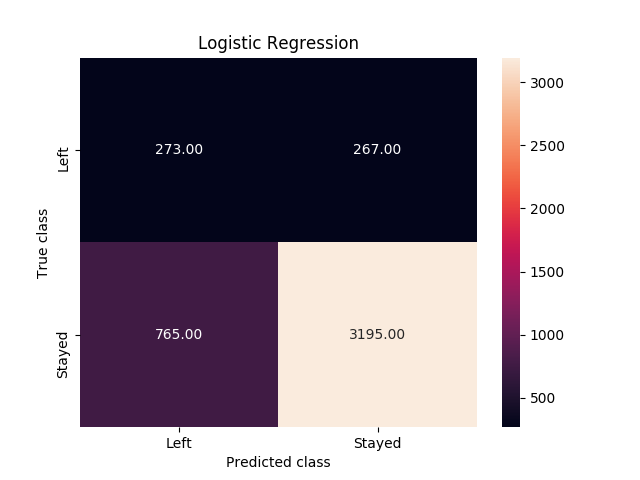 Logistic Regression
3000
2500
2000
1500
1000
500
True class
Left
273.00
267.00
Stayed
765.00
3195.00
Left
Stayed
Predicted class